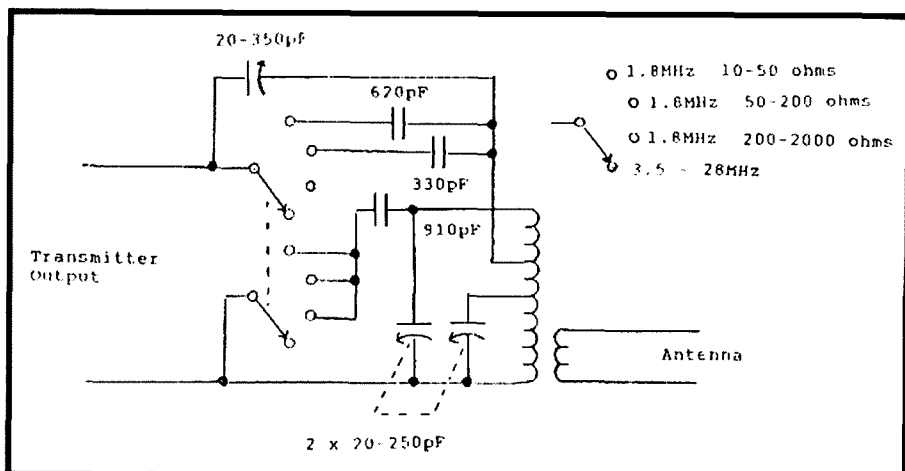 20-350pF
620pF
330pF
910pF
1.8MHz 10-50 ohms
1.8MHz 50-200 ohms
1.8MHz 200-2000 ohms
3.5 - 28MHz
Transmitter
Output
Antenna
2 x 20-250pF